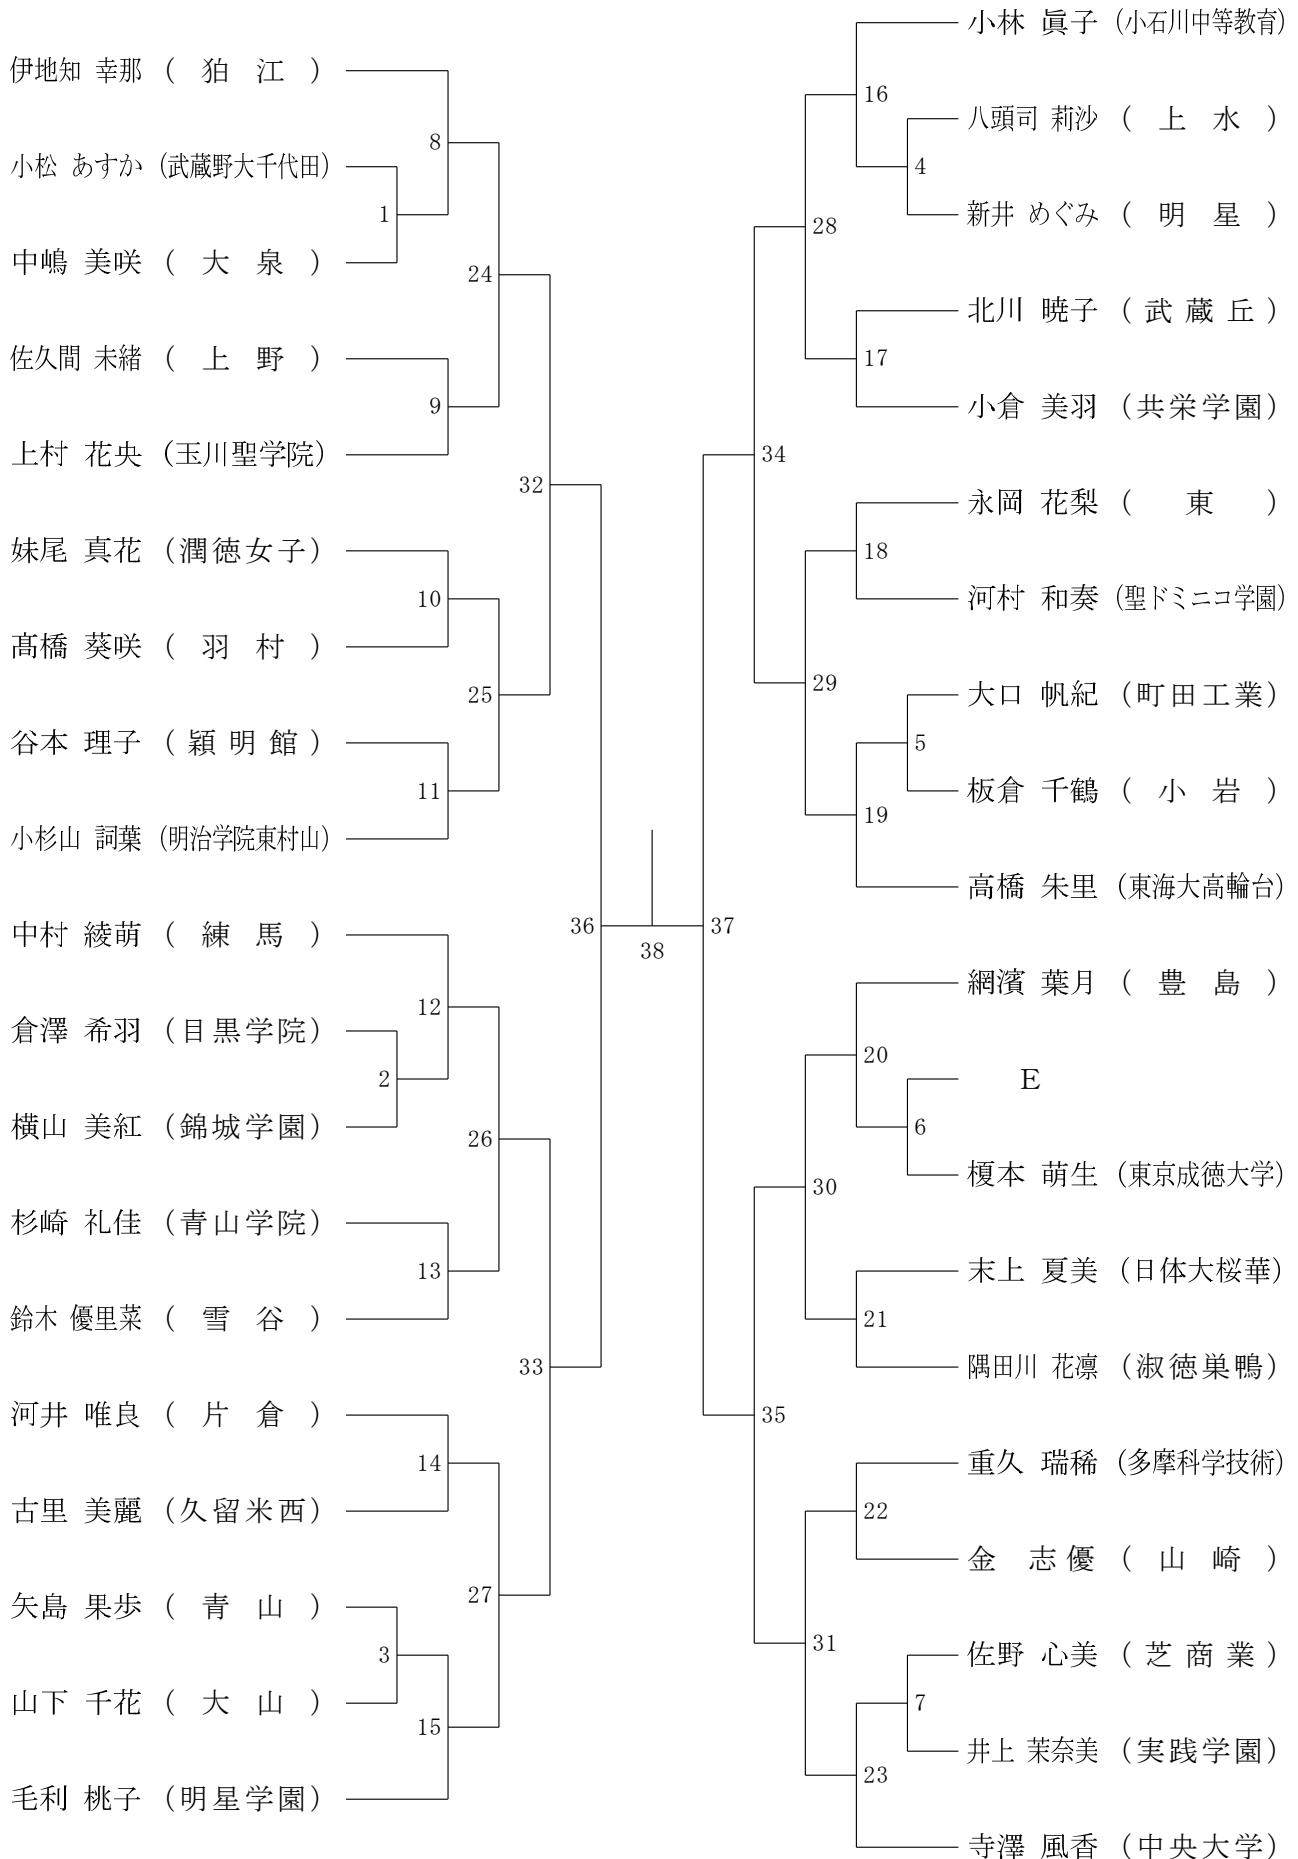 伊地知 幸那 （ 狛 江 ）
8
小松 あすか （武蔵野大千代田）
1
中嶋 美咲 （ 大 泉 ）
24
佐久間 未緒 （ 上 野 ）
9
上村 花央 （玉川聖学院）
32
妹尾 真花 （潤徳女子）
10
髙橋 葵咲 （ 羽 村 ）
25
谷本 理子 （ 穎 明 館 ）
11
小杉山 詞葉 （明治学院東村山）
36
中村 綾萌 （ 練 馬 ）
12
倉澤 希羽 （目黒学院）
2
横山 美紅 （錦城学園）
26
杉崎 礼佳 （青山学院）
13
鈴木 優里菜 （ 雪 谷 ）
33
河井 唯良 （ 片 倉 ）
14
古里 美麗 （久留米西）
27
矢島 果歩 （ 青 山 ）
3
山下 千花 （ 大 山 ）
15
毛利 桃子 （明星学園）
38
小林 眞子 （小石川中等教育）
16
八頭司 莉沙 （ 上 水 ）
4
新井 めぐみ （ 明 星 ）
28
北川 暁子 （ 武 蔵 丘 ）
17
小倉 美羽 （共栄学園）
34
永岡 花梨 （ 東 ）
18
河村 和奏 （聖ドミニコ学園）
29
大口 帆紀 （町田工業）
5
板倉 千鶴 （ 小 岩 ）
19
高橋 朱里 （東海大高輪台）
37
網濱 葉月 （ 豊 島 ）
20
E
6
榎本 萌生 （東京成徳大学）
30
末上 夏美 （日体大桜華）
21
隅田川 花凛 （淑徳巣鴨）
35
重久 瑞稀 （多摩科学技術）
22
金 志優 （ 山 崎 ）
31
佐野 心美 （ 芝 商 業 ）
7
井上 茉奈美 （実践学園）
23
寺澤 風香 （中央大学）